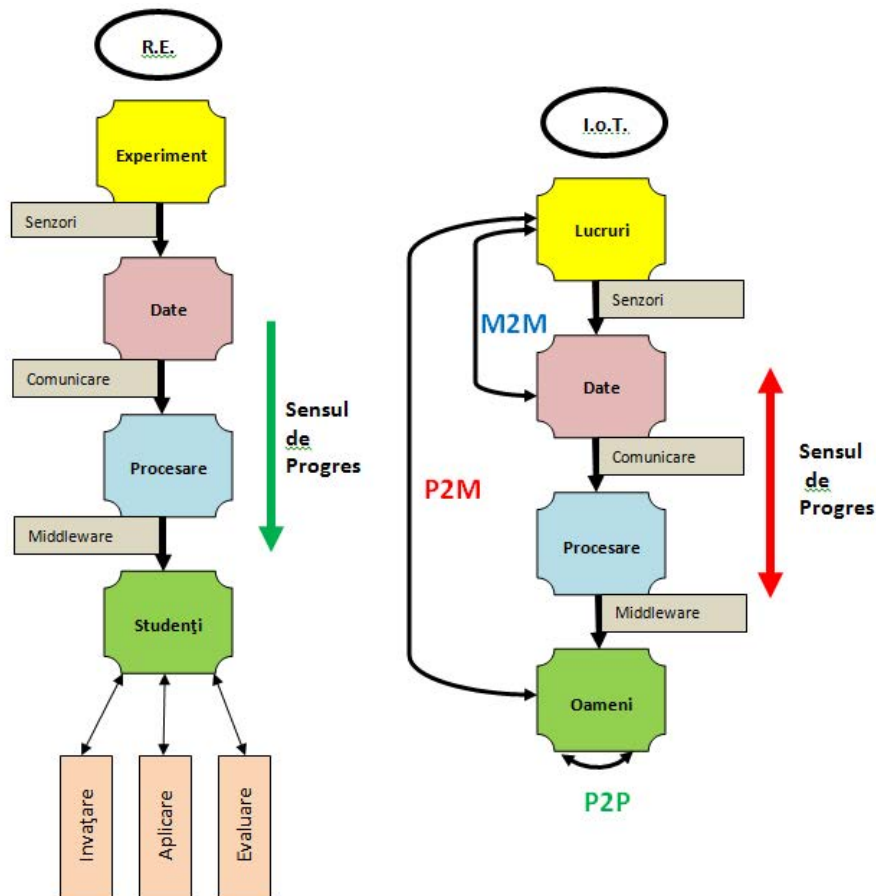 R.E.
Experiment
Senzori
Date
Comunicare
Procesare
Middleware
Studenţi
Invaţare
Aplicare
Evaluare
Sensul
de
Progres
I.o.T.
Lucruri
Senzori
M2M
Date
Comunicare
P2M
Procesare
Middleware
Oameni
P2P
Sensul
de
Progres